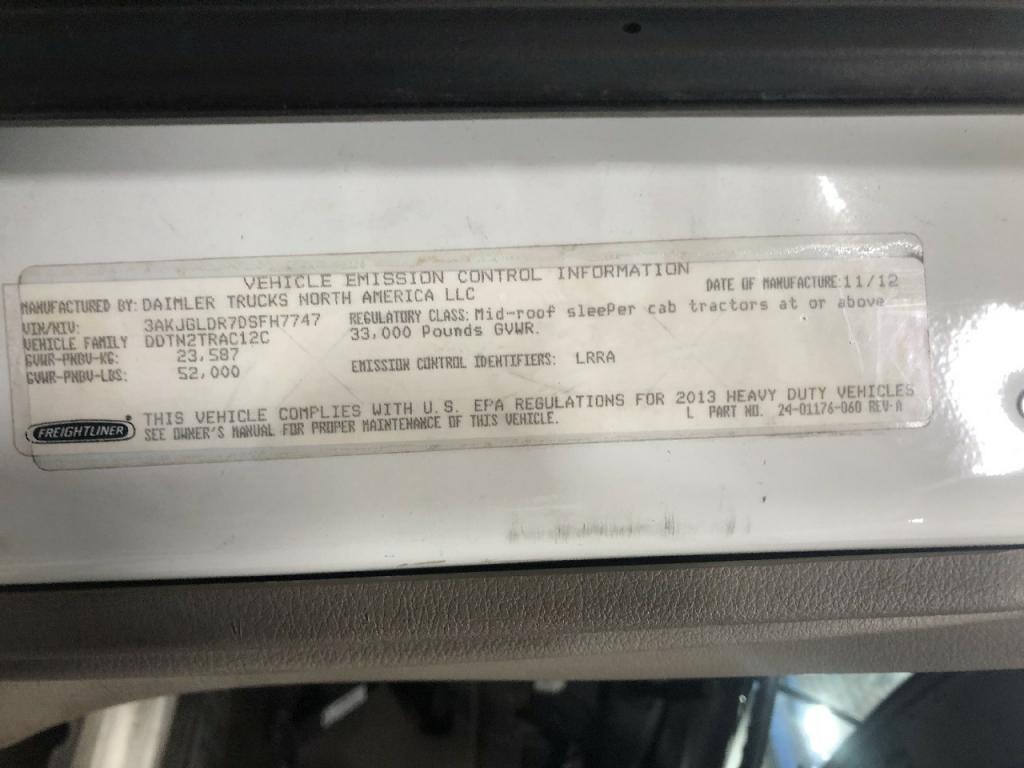 VEHICLE EMISSION CONTROL INFORMATION
MANUFACTURED BY: DAIMLER TRUCKS NORTH AMERICA LLC
DATE OF MANUFACTURE: 11/12
VIN/NIV: 3AKJGLDR7DSFH7747
REGULATORY CLASS: Mid-roof sleePer cab tractors at or above
33,000 Pounds GVWR.
VEHICLE FAMILY DDTN2TRAC12C
GVWR-PNBV-KG: 23,587
EMISSION CONTROL IDENTIFIERS: LRRA
GVWR-PNBV-LBS: 52,000
FREIGHTLINER®
THIS VEHICLE COMPLIES WITH U.S. EPA REGULATIONS FOR 2013 HEAVY DUTY VEHICLES
SEE OWNER'S MANUAL FOR PROPER MAINTENANCE OF THIS VEHICLE.
L PART NO. 24-01176-060 REV-A